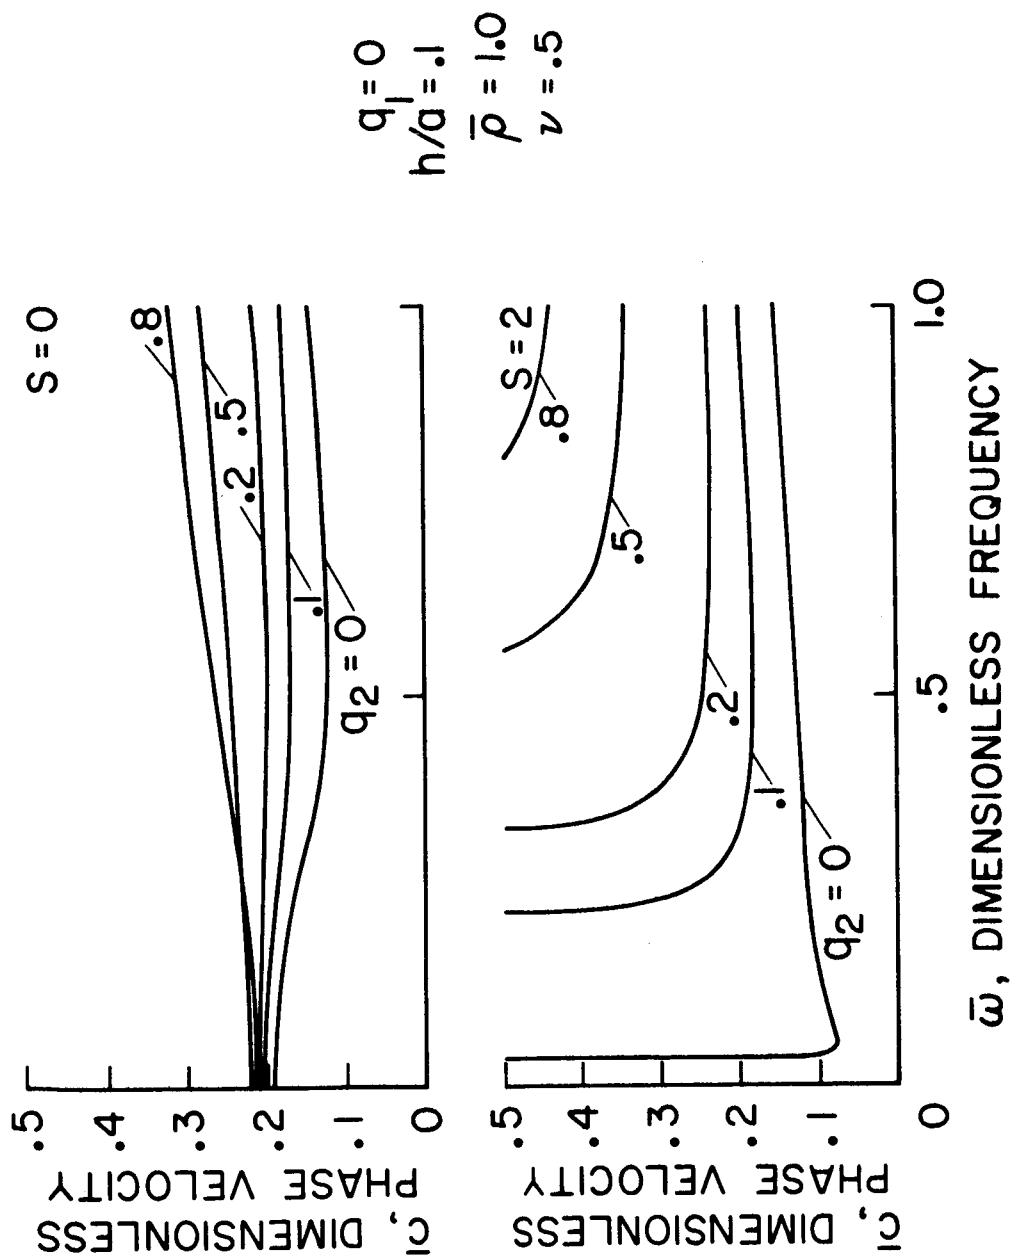 S = 0
.5
.4
.3
.2
.1
0
c̅, DIMENSIONLESS
PHASE VELOCITY
.8
.5
.2
.1
q2 = 0
q1 = 0
h/a = .1
ρ̅ = 1.0
ν = .5
S = 2
.5
.4
.3
.2
.1
0
c̅, DIMENSIONLESS
PHASE VELOCITY
.8
.5
.2
.1
q2 = 0
0
.5
1.0
ω̅, DIMENSIONLESS FREQUENCY